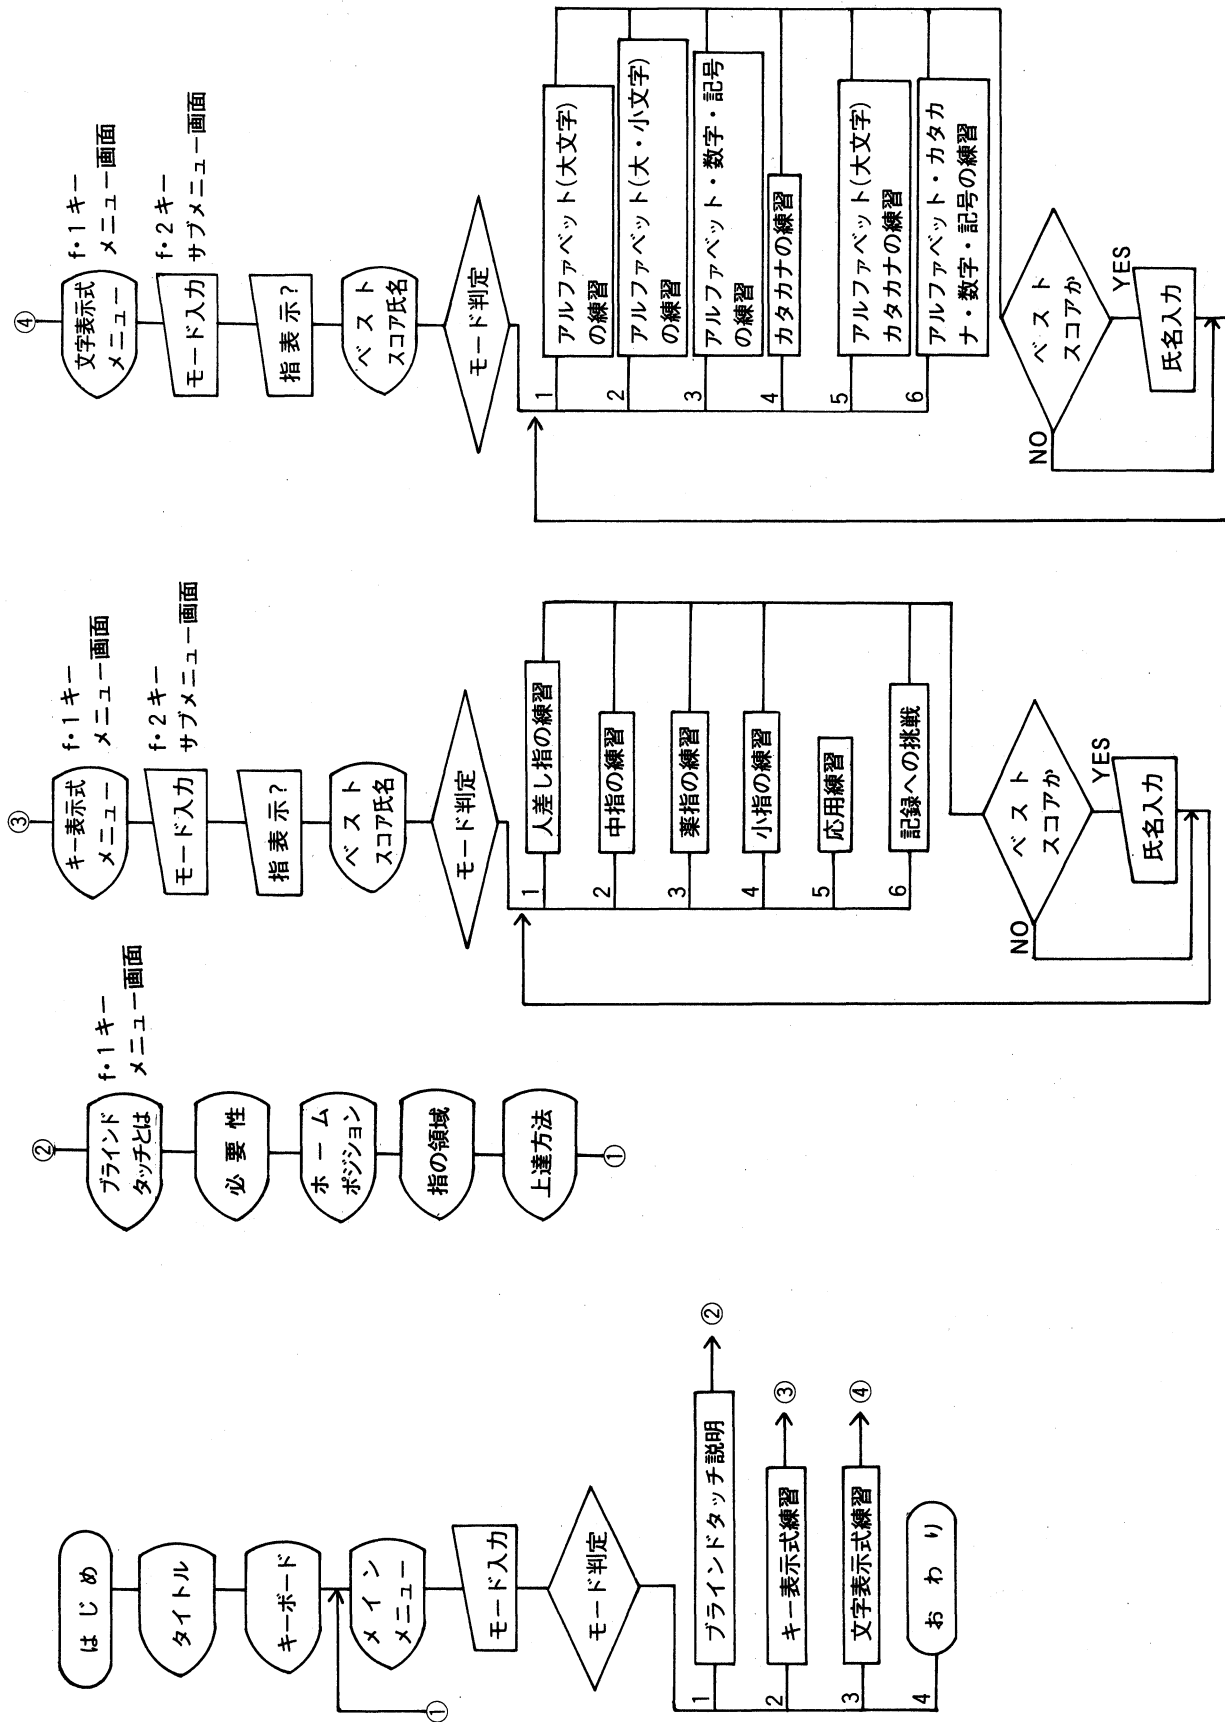 はじめ
タイトル
キーボード
①
メイン
メニュー
モード入力
モード判定
1
ブラインドタッチ説明
②
2
キー表示式練習
③
3
文字表示式練習
④
4
おわり
②
ブラインド
タッチとは
f・1キー
メニュー画面
必要性
ホーム
ポジション
指の領域
上達方法
①
③
キー表示式
メニュー
f・1キー
メニュー画面
モード入力
f・2キー
サブメニュー画面
指表示?
ベスト
スコア氏名
モード判定
1
人差し指の練習
2
中指の練習
3
薬指の練習
4
小指の練習
5
応用練習
6
記録への挑戦
ベスト
スコアか
NO
YES
氏名入力
④
文字表示式
メニュー
f・1キー
メニュー画面
モード入力
f・2キー
サブメニュー画面
指表示?
ベスト
スコア氏名
モード判定
1
アルファベット(大文字)
の練習
2
アルファベット(大・小文字)
の練習
3
アルファベット・数字・記号
の練習
4
カタカナの練習
5
アルファベット(大文字)
カタカナの練習
6
アルファベット・カタカ
ナ・数字・記号の練習
ベスト
スコアか
NO
YES
氏名入力